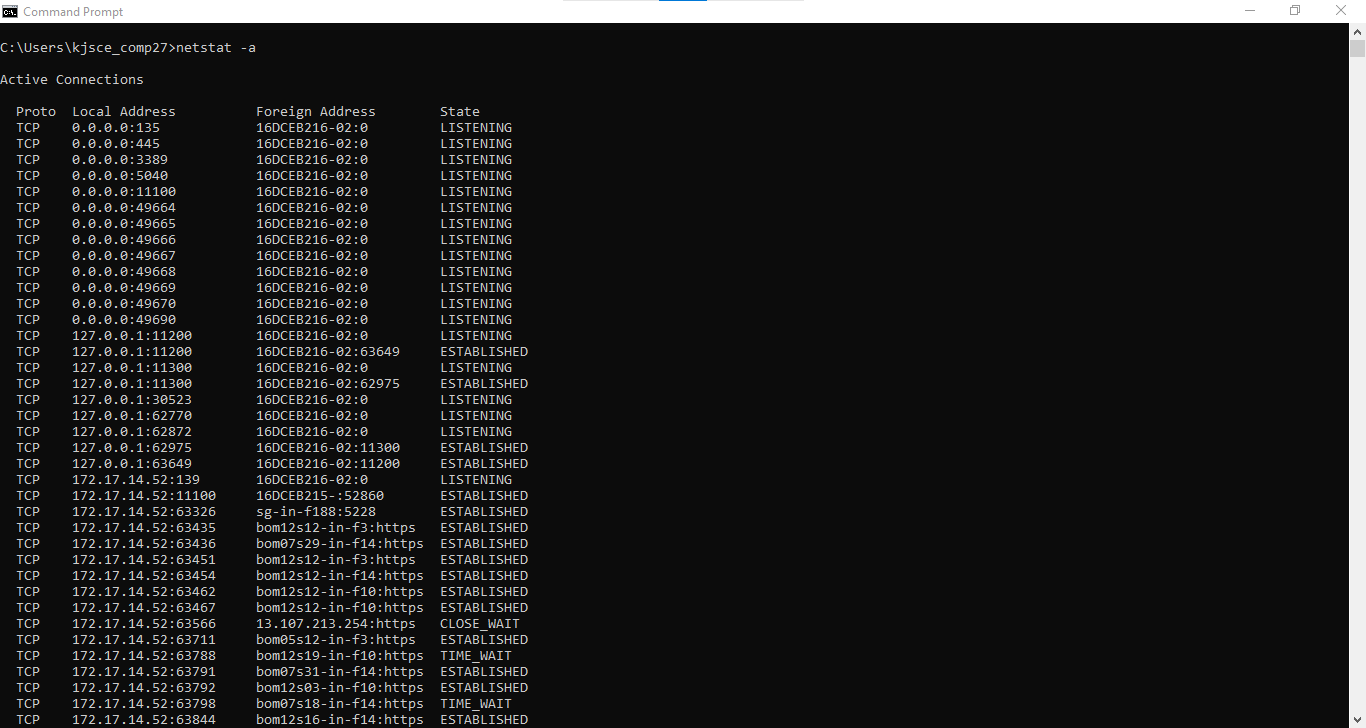 Command Prompt
C:\Users\kjsce_comp27>netstat -a
Active Connections
Proto  Local Address          Foreign Address        State
TCP    0.0.0.0:135            16DCEB216-02:0         LISTENING
TCP    0.0.0.0:445            16DCEB216-02:0         LISTENING
TCP    0.0.0.0:3389           16DCEB216-02:0         LISTENING
TCP    0.0.0.0:5040           16DCEB216-02:0         LISTENING
TCP    0.0.0.0:11100          16DCEB216-02:0         LISTENING
TCP    0.0.0.0:49664          16DCEB216-02:0         LISTENING
TCP    0.0.0.0:49665          16DCEB216-02:0         LISTENING
TCP    0.0.0.0:49666          16DCEB216-02:0         LISTENING
TCP    0.0.0.0:49667          16DCEB216-02:0         LISTENING
TCP    0.0.0.0:49668          16DCEB216-02:0         LISTENING
TCP    0.0.0.0:49669          16DCEB216-02:0         LISTENING
TCP    0.0.0.0:49670          16DCEB216-02:0         LISTENING
TCP    0.0.0.0:49690          16DCEB216-02:0         LISTENING
TCP    127.0.0.1:11200        16DCEB216-02:0         LISTENING
TCP    127.0.0.1:11200        16DCEB216-02:63649     ESTABLISHED
TCP    127.0.0.1:11300        16DCEB216-02:0         LISTENING
TCP    127.0.0.1:11300        16DCEB216-02:62975     ESTABLISHED
TCP    127.0.0.1:30523        16DCEB216-02:0         LISTENING
TCP    127.0.0.1:62770        16DCEB216-02:0         LISTENING
TCP    127.0.0.1:62872        16DCEB216-02:0         LISTENING
TCP    127.0.0.1:62975        16DCEB216-02:11300     ESTABLISHED
TCP    127.0.0.1:63649        16DCEB216-02:11200     ESTABLISHED
TCP    172.17.14.52:139       16DCEB216-02:0         LISTENING
TCP    172.17.14.52:11100     16DCEB215-:52860       ESTABLISHED
TCP    172.17.14.52:63326     sg-in-f188:5228        ESTABLISHED
TCP    172.17.14.52:63435     bom12s12-in-f3:https   ESTABLISHED
TCP    172.17.14.52:63436     bom07s29-in-f14:https  ESTABLISHED
TCP    172.17.14.52:63451     bom12s12-in-f3:https   ESTABLISHED
TCP    172.17.14.52:63454     bom12s12-in-f14:https  ESTABLISHED
TCP    172.17.14.52:63462     bom12s12-in-f10:https  ESTABLISHED
TCP    172.17.14.52:63467     bom12s12-in-f10:https  ESTABLISHED
TCP    172.17.14.52:63566     13.107.213.254:https   CLOSE_WAIT
TCP    172.17.14.52:63711     bom05s12-in-f3:https   ESTABLISHED
TCP    172.17.14.52:63788     bom12s19-in-f10:https  TIME_WAIT
TCP    172.17.14.52:63791     bom07s31-in-f14:https  ESTABLISHED
TCP    172.17.14.52:63792     bom12s03-in-f10:https  ESTABLISHED
TCP    172.17.14.52:63798     bom07s18-in-f14:https  TIME_WAIT
TCP    172.17.14.52:63844     bom12s16-in-f14:https  ESTABLISHED